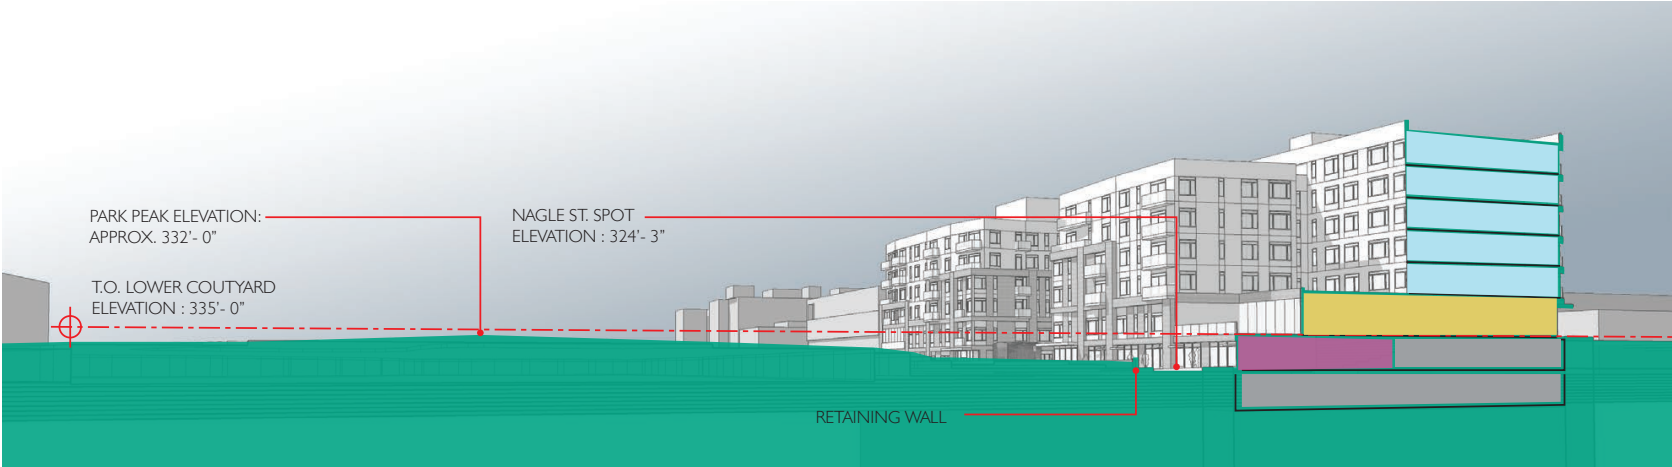 PARK PEAK ELEVATION:
APPROX. 332'- 0"
T.O. LOWER COUTYARD
ELEVATION : 335'- 0"
NAGLE ST. SPOT
ELEVATION : 324'- 3"
RETAINING WALL